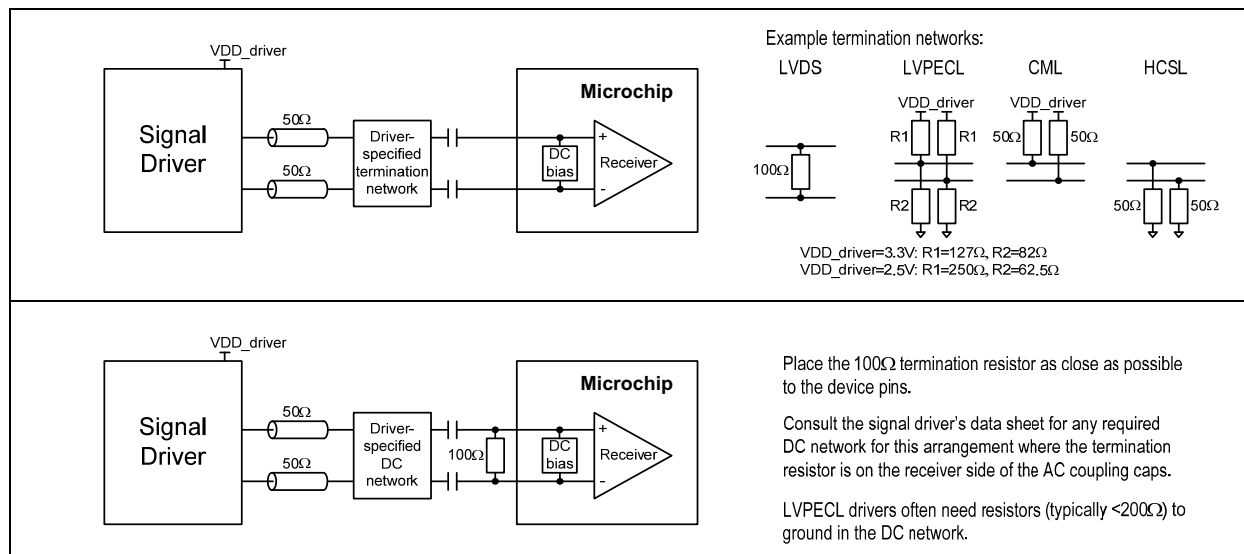 VDD_driver
Signal
Driver
50Ω
50Ω
Driver-
specified
termination
network
Microchip
DC
bias
+
-
Receiver
Example termination networks:
LVDS
LVPECL
CML
HCSL
100Ω
VDD_driver
R1
R1
R2
R2
VDD_driver
50Ω
50Ω
50Ω
50Ω
VDD_driver=3.3V: R1=127Ω, R2=82Ω
VDD_driver=2.5V: R1=250Ω, R2=62.5Ω
VDD_driver
Signal
Driver
50Ω
50Ω
Driver-
specified
DC
network
100Ω
Microchip
DC
bias
+
-
Receiver
Place the 100Ω termination resistor as close as possible
to the device pins.
Consult the signal driver's data sheet for any required
DC network for this arrangement where the termination
resistor is on the receiver side of the AC coupling caps.
LVPECL drivers often need resistors (typically <200Ω) to
ground in the DC network.